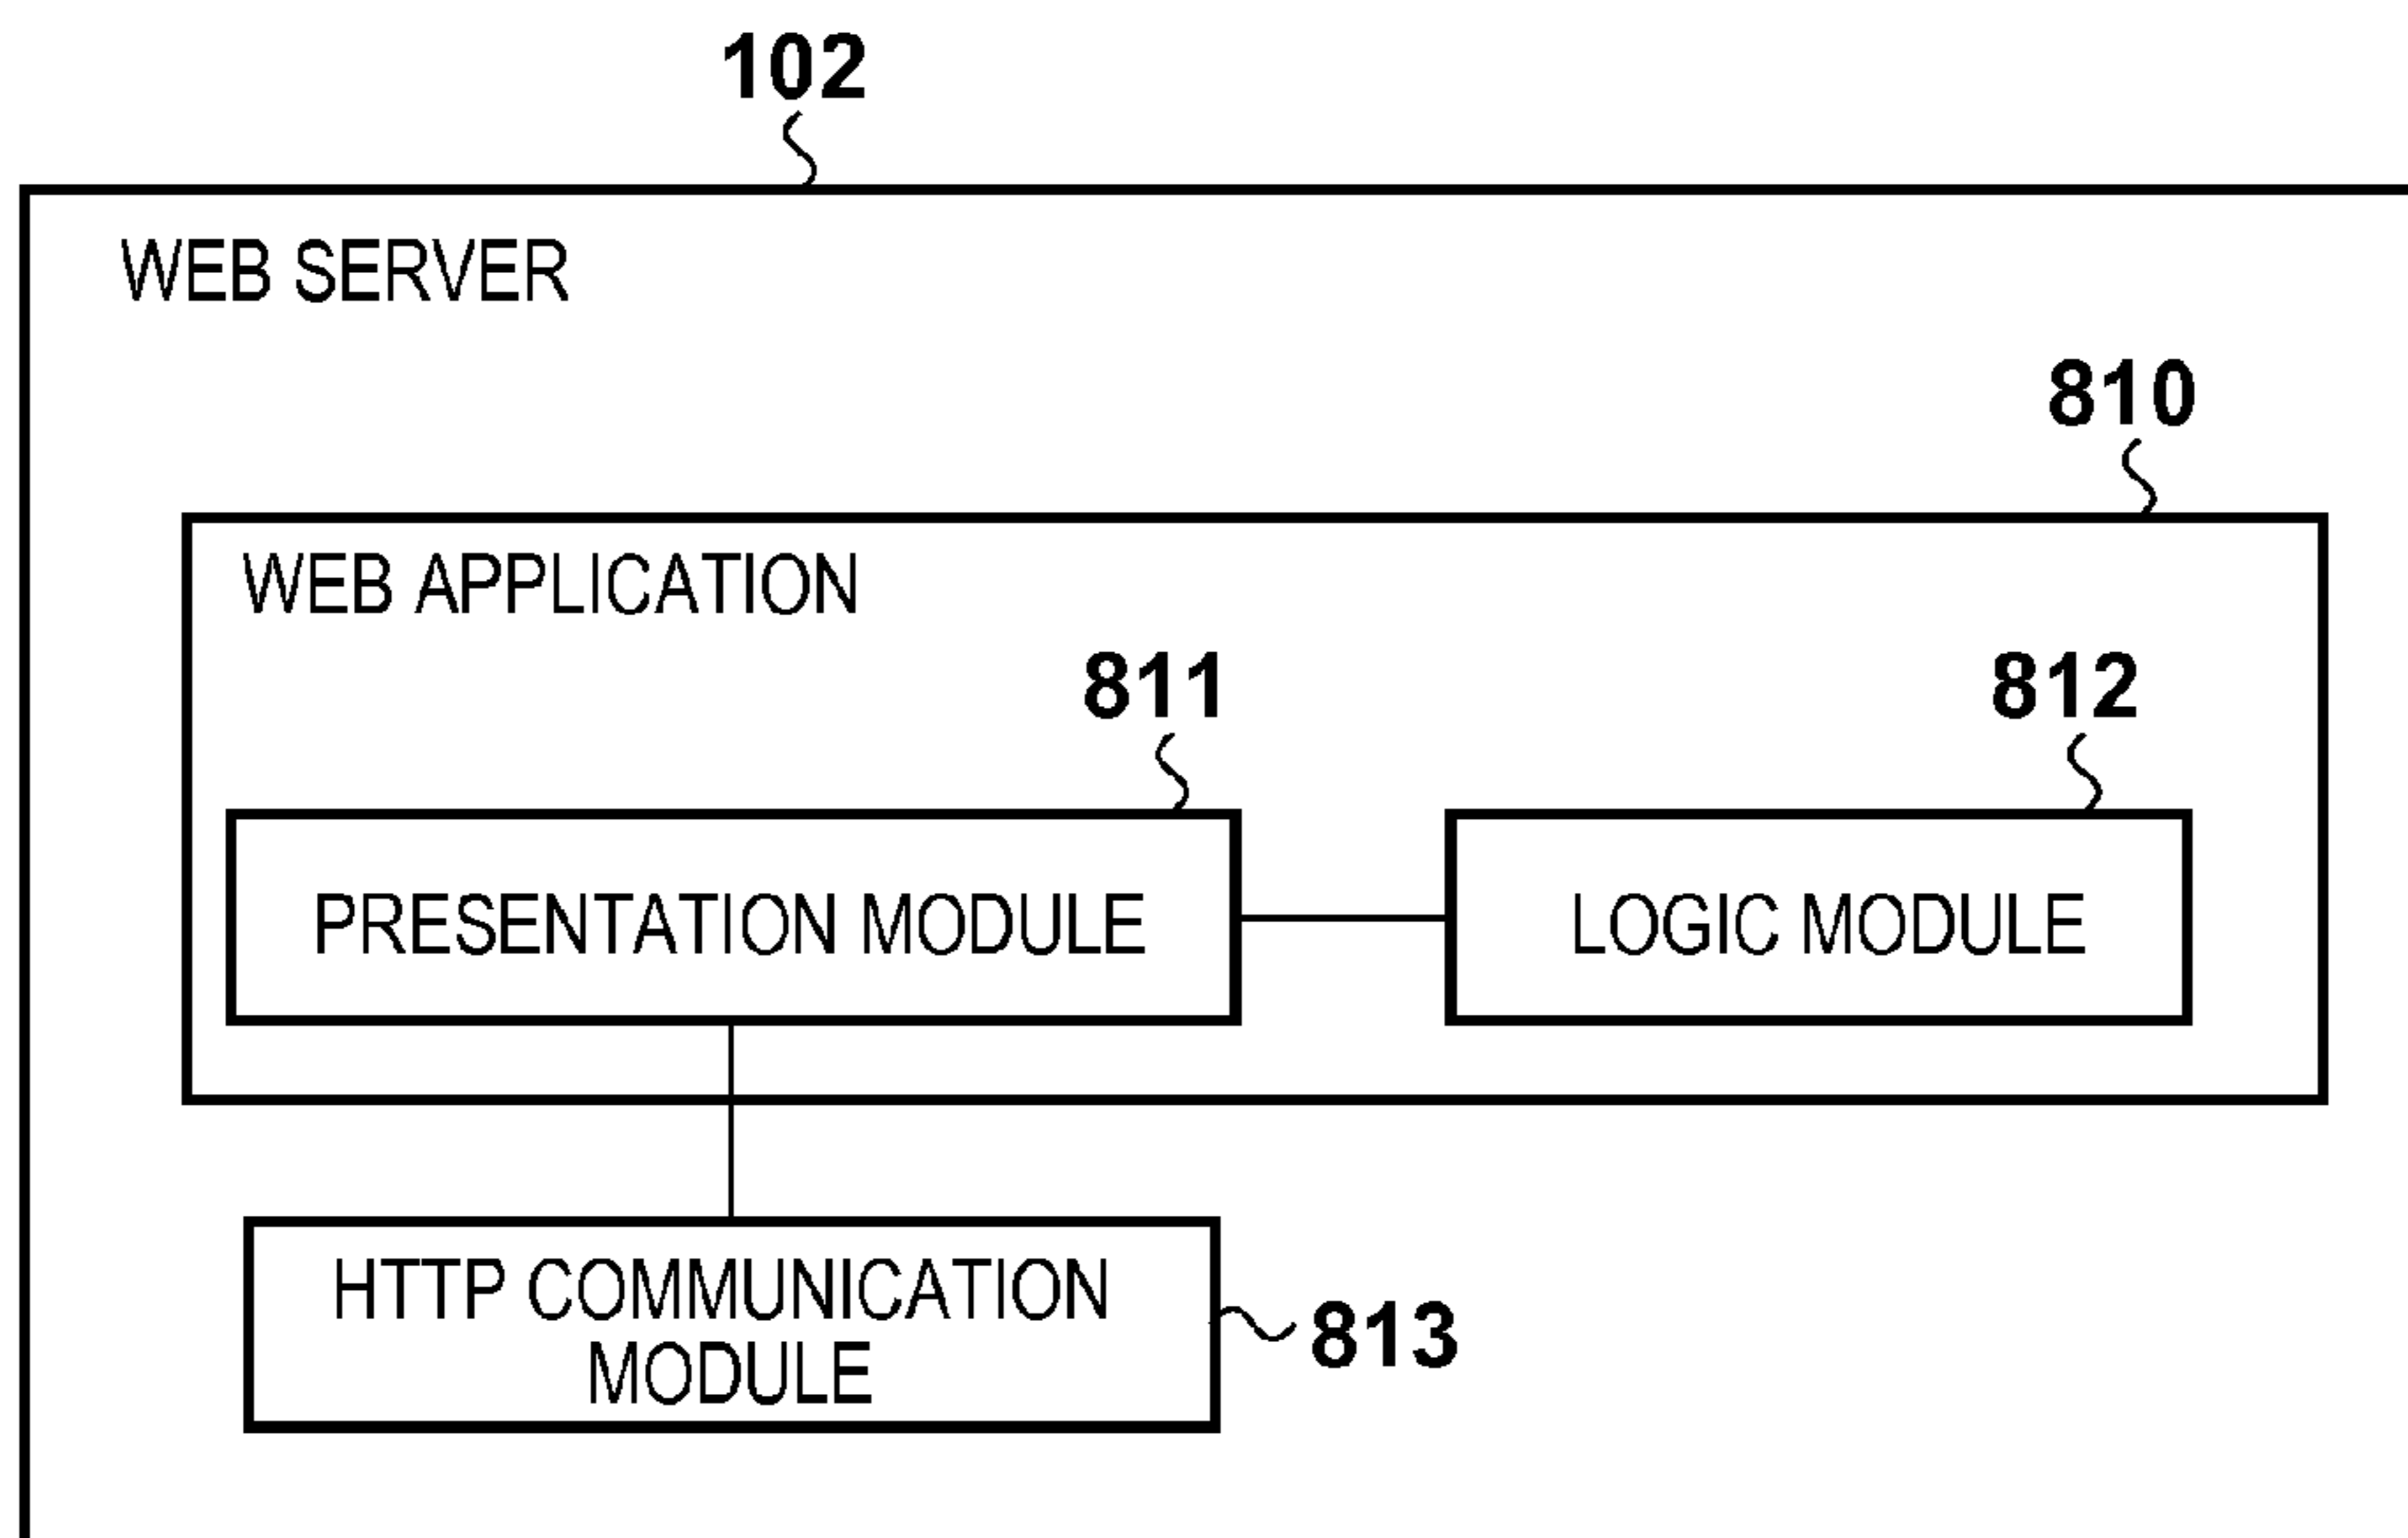 102
WEB SERVER
810
WEB APPLICATION
811
812
PRESENTATION MODULE
LOGIC MODULE
HTTP COMMUNICATION
MODULE
813